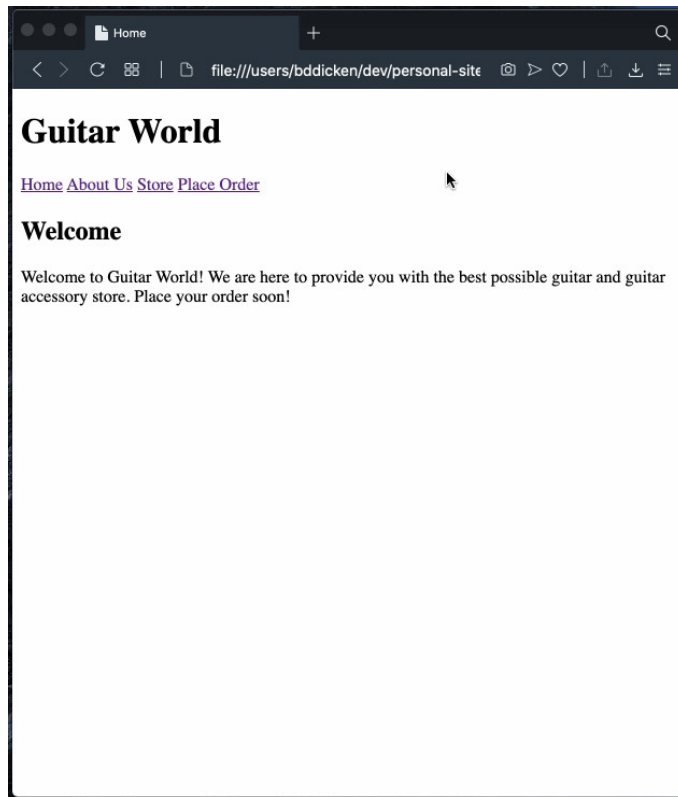 Home
file:///users/bddicken/dev/personal-site
Guitar World
Home About Us Store Place Order
Welcome
Welcome to Guitar World! We are here to provide you with the best possible guitar and guitar
accessory store. Place your order soon!